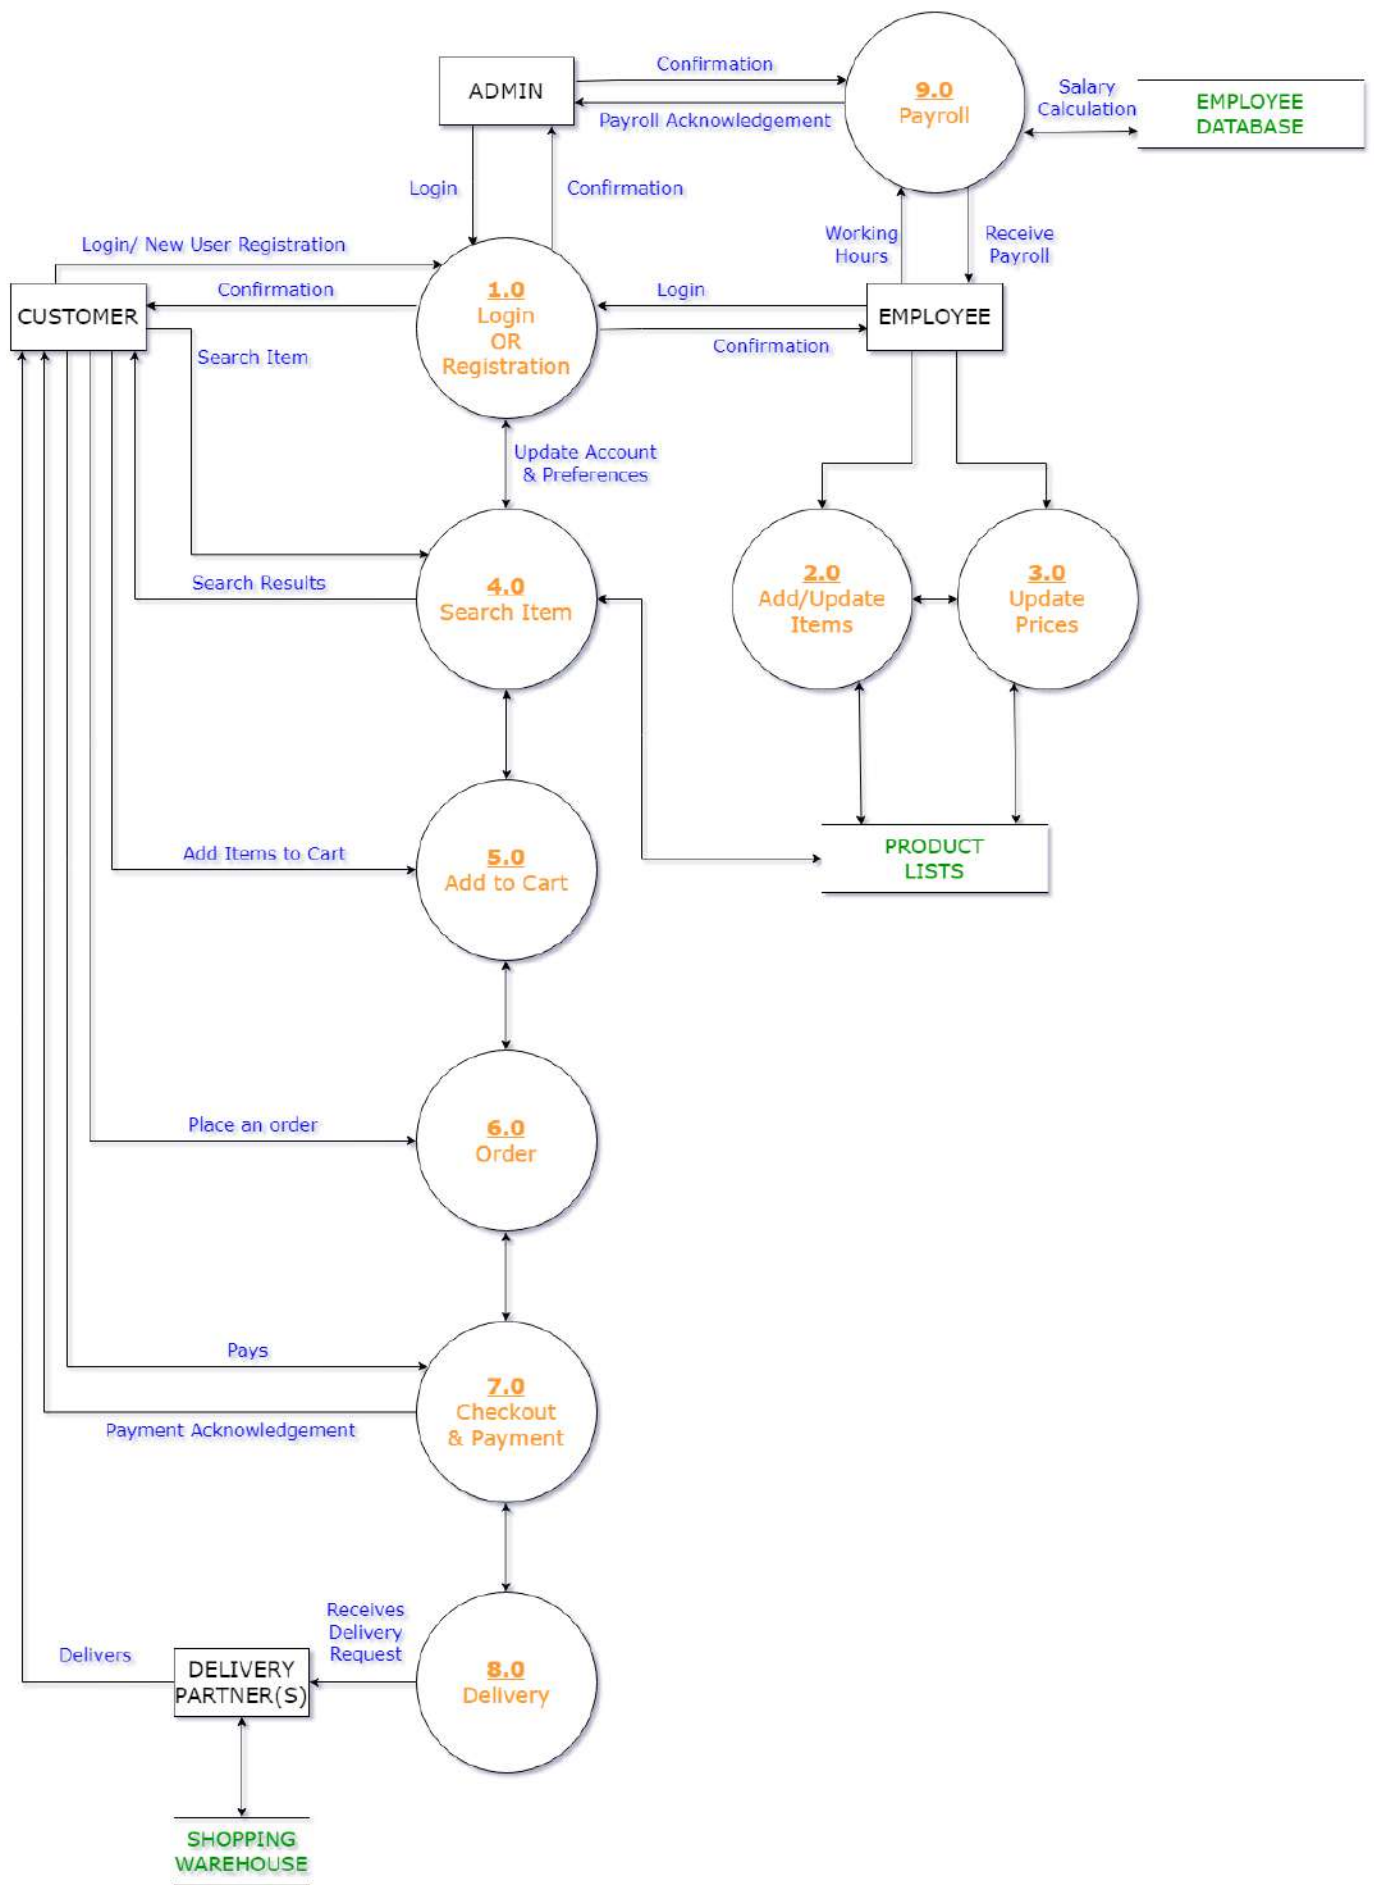 ADMIN
Confirmation
Payroll Acknowledgement
9.0
Payroll
Salary
Calculation
EMPLOYEE
DATABASE
Login
Confirmation
Working
Hours
Receive
Payroll
Login/ New User Registration
Confirmation
CUSTOMER
Search Item
1.0
Login
OR
Registration
Login
Confirmation
EMPLOYEE
Update Account
& Preferences
Search Results
4.0
Search Item
2.0
Add/Update
Items
3.0
Update
Prices
Add Items to Cart
5.0
Add to Cart
PRODUCT
LISTS
Place an order
6.0
Order
Pays
7.0
Checkout
& Payment
Payment Acknowledgement
Delivers
DELIVERY
PARTNER(S)
Receives
Delivery
Request
8.0
Delivery
SHOPPING
WAREHOUSE